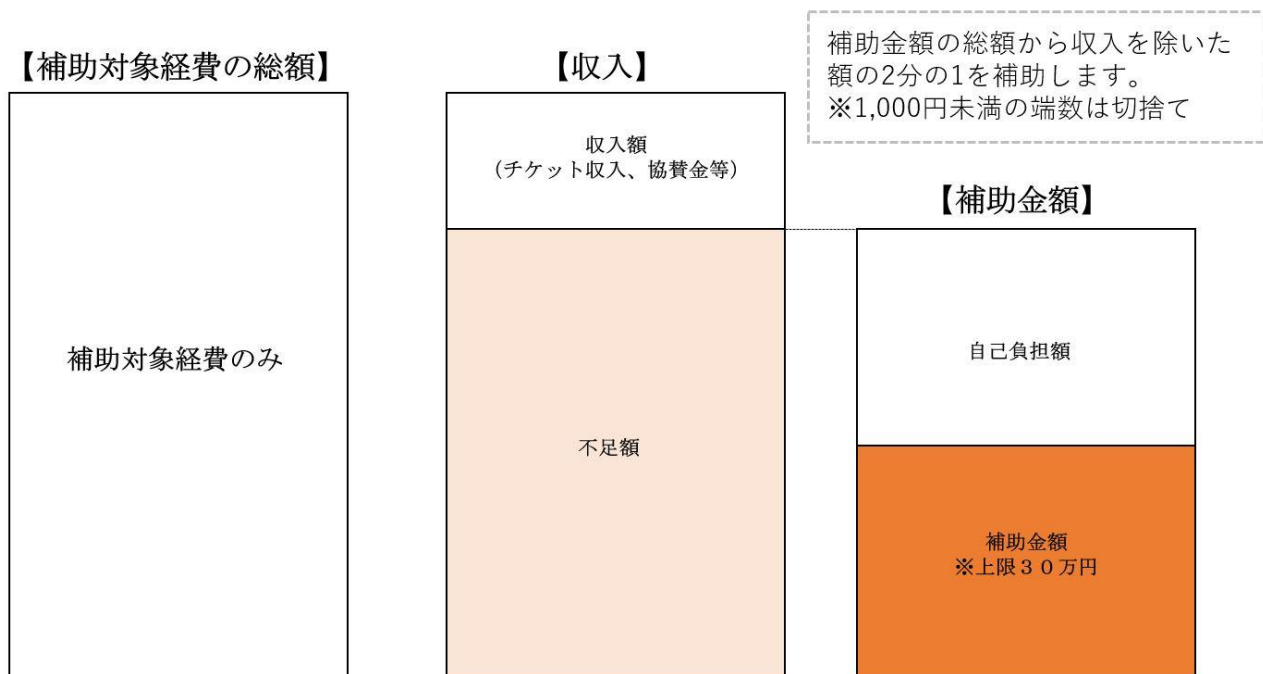 【補助対象経費の総額】
補助対象経費のみ
【収入】
収入額
（チケット収入、協賛金等）
不足額
補助金額の総額から収入を除いた
額の2分の1を補助します。
※1,000円未満の端数は切捨て
【補助金額】
自己負担額
補助金額
※上限３０万円